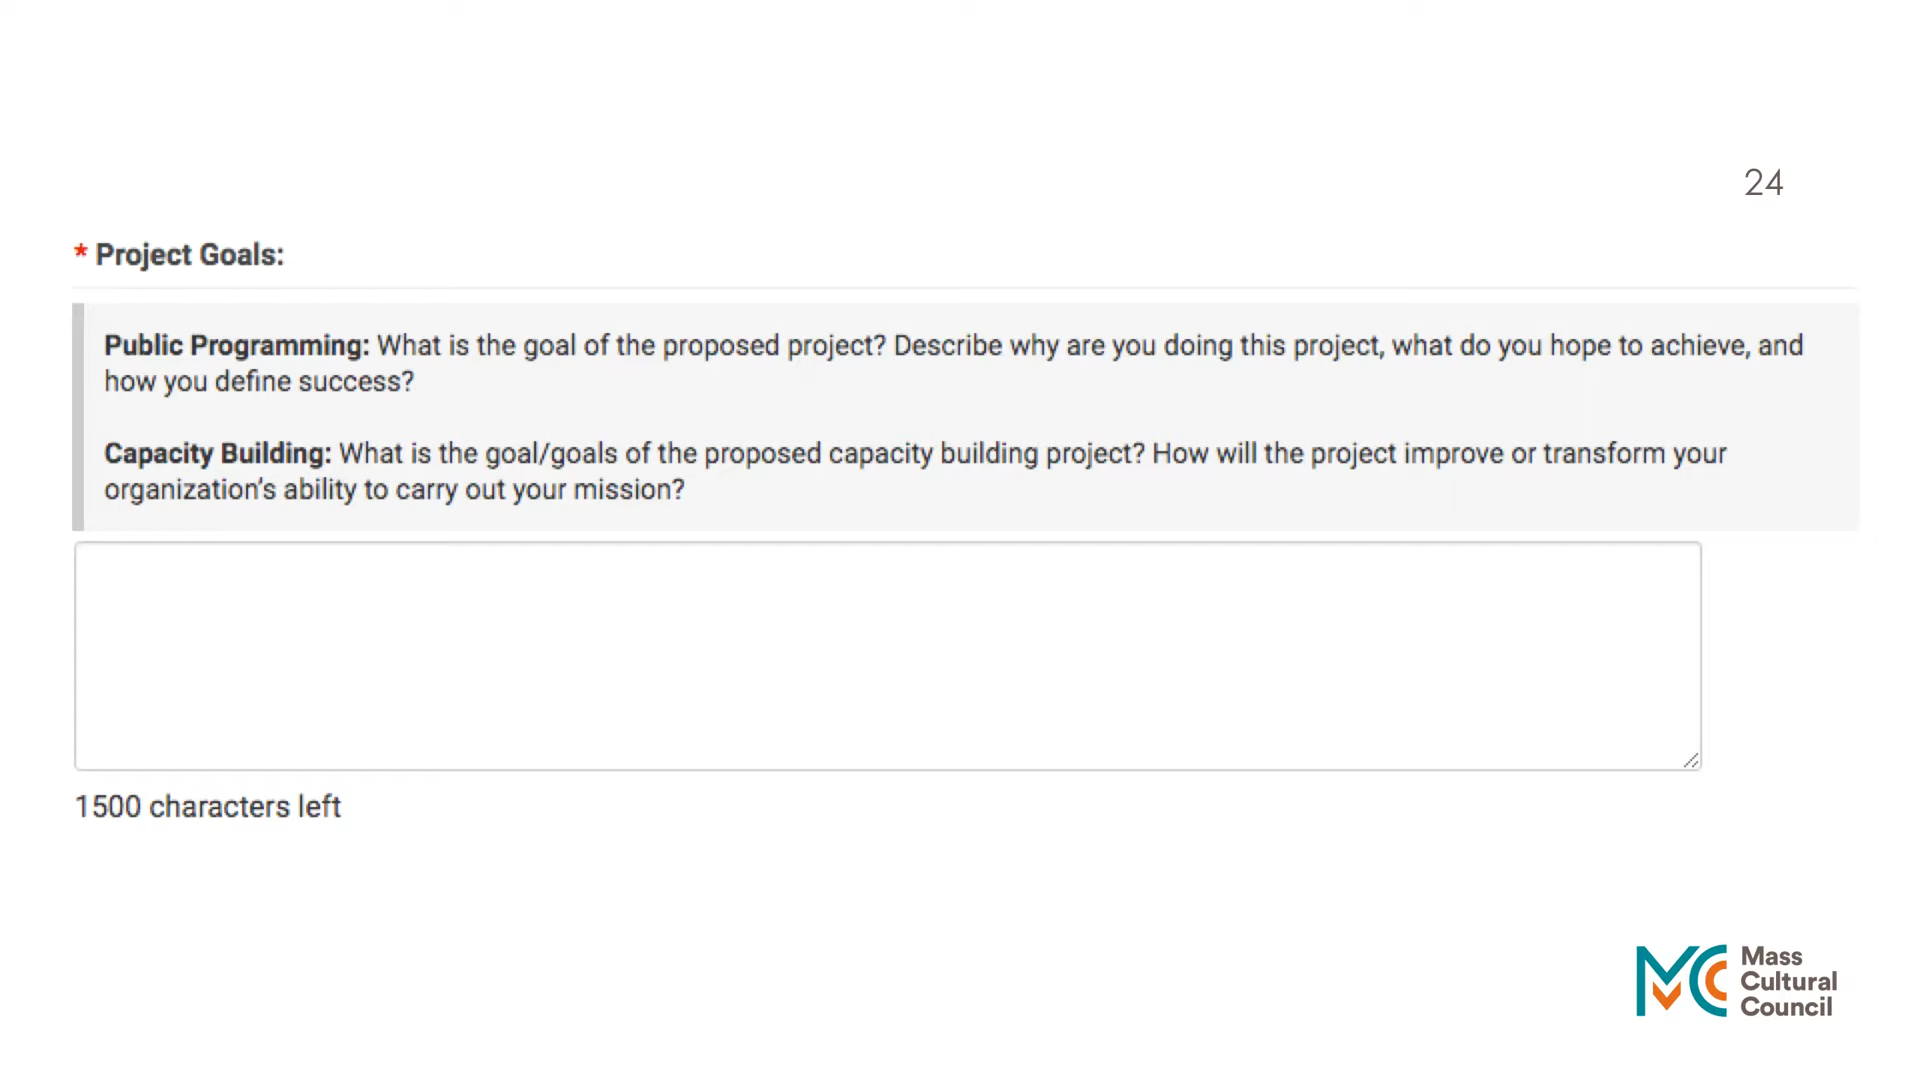 24
* Project Goals:
Public Programming: What is the goal of the proposed project? Describe why are you doing this project, what do you hope to achieve, and
how you define success?
Capacity Building: What is the goal/goals of the proposed capacity building project? How will the project improve or transform your
organization's ability to carry out your mission?
1500 characters left
Mass
Cultural
Council